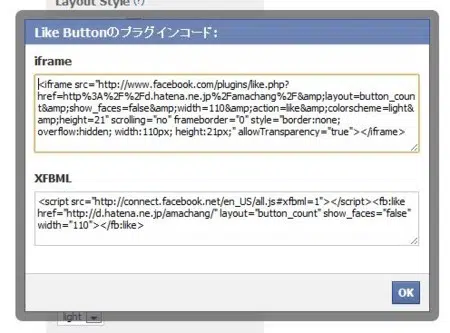 Layout Style (?)
Like Buttonのプラグインコード:
iframe
<iframe src="http://www.facebook.com/plugins/like.php?
href=http%3A%2F%2Fd.hatena.ne.jp%2Famachang%2F&amp;layout=button_coun
t&amp;show_faces=false&amp;width=110&amp;action=like&amp;colorscheme=light&amp
;height=21" scrolling="no" frameborder="0" style="border:none;
overflow:hidden; width:110px; height:21px;" allowTransparency="true"></iframe>
XFBML
<script src="http://connect.facebook.net/en_US/all.js#xfbml=1"></script><fb:like
href="http://d.hatena.ne.jp/amachang/" layout="button_count" show_faces="false"
width="110"></fb:like>
OK
light